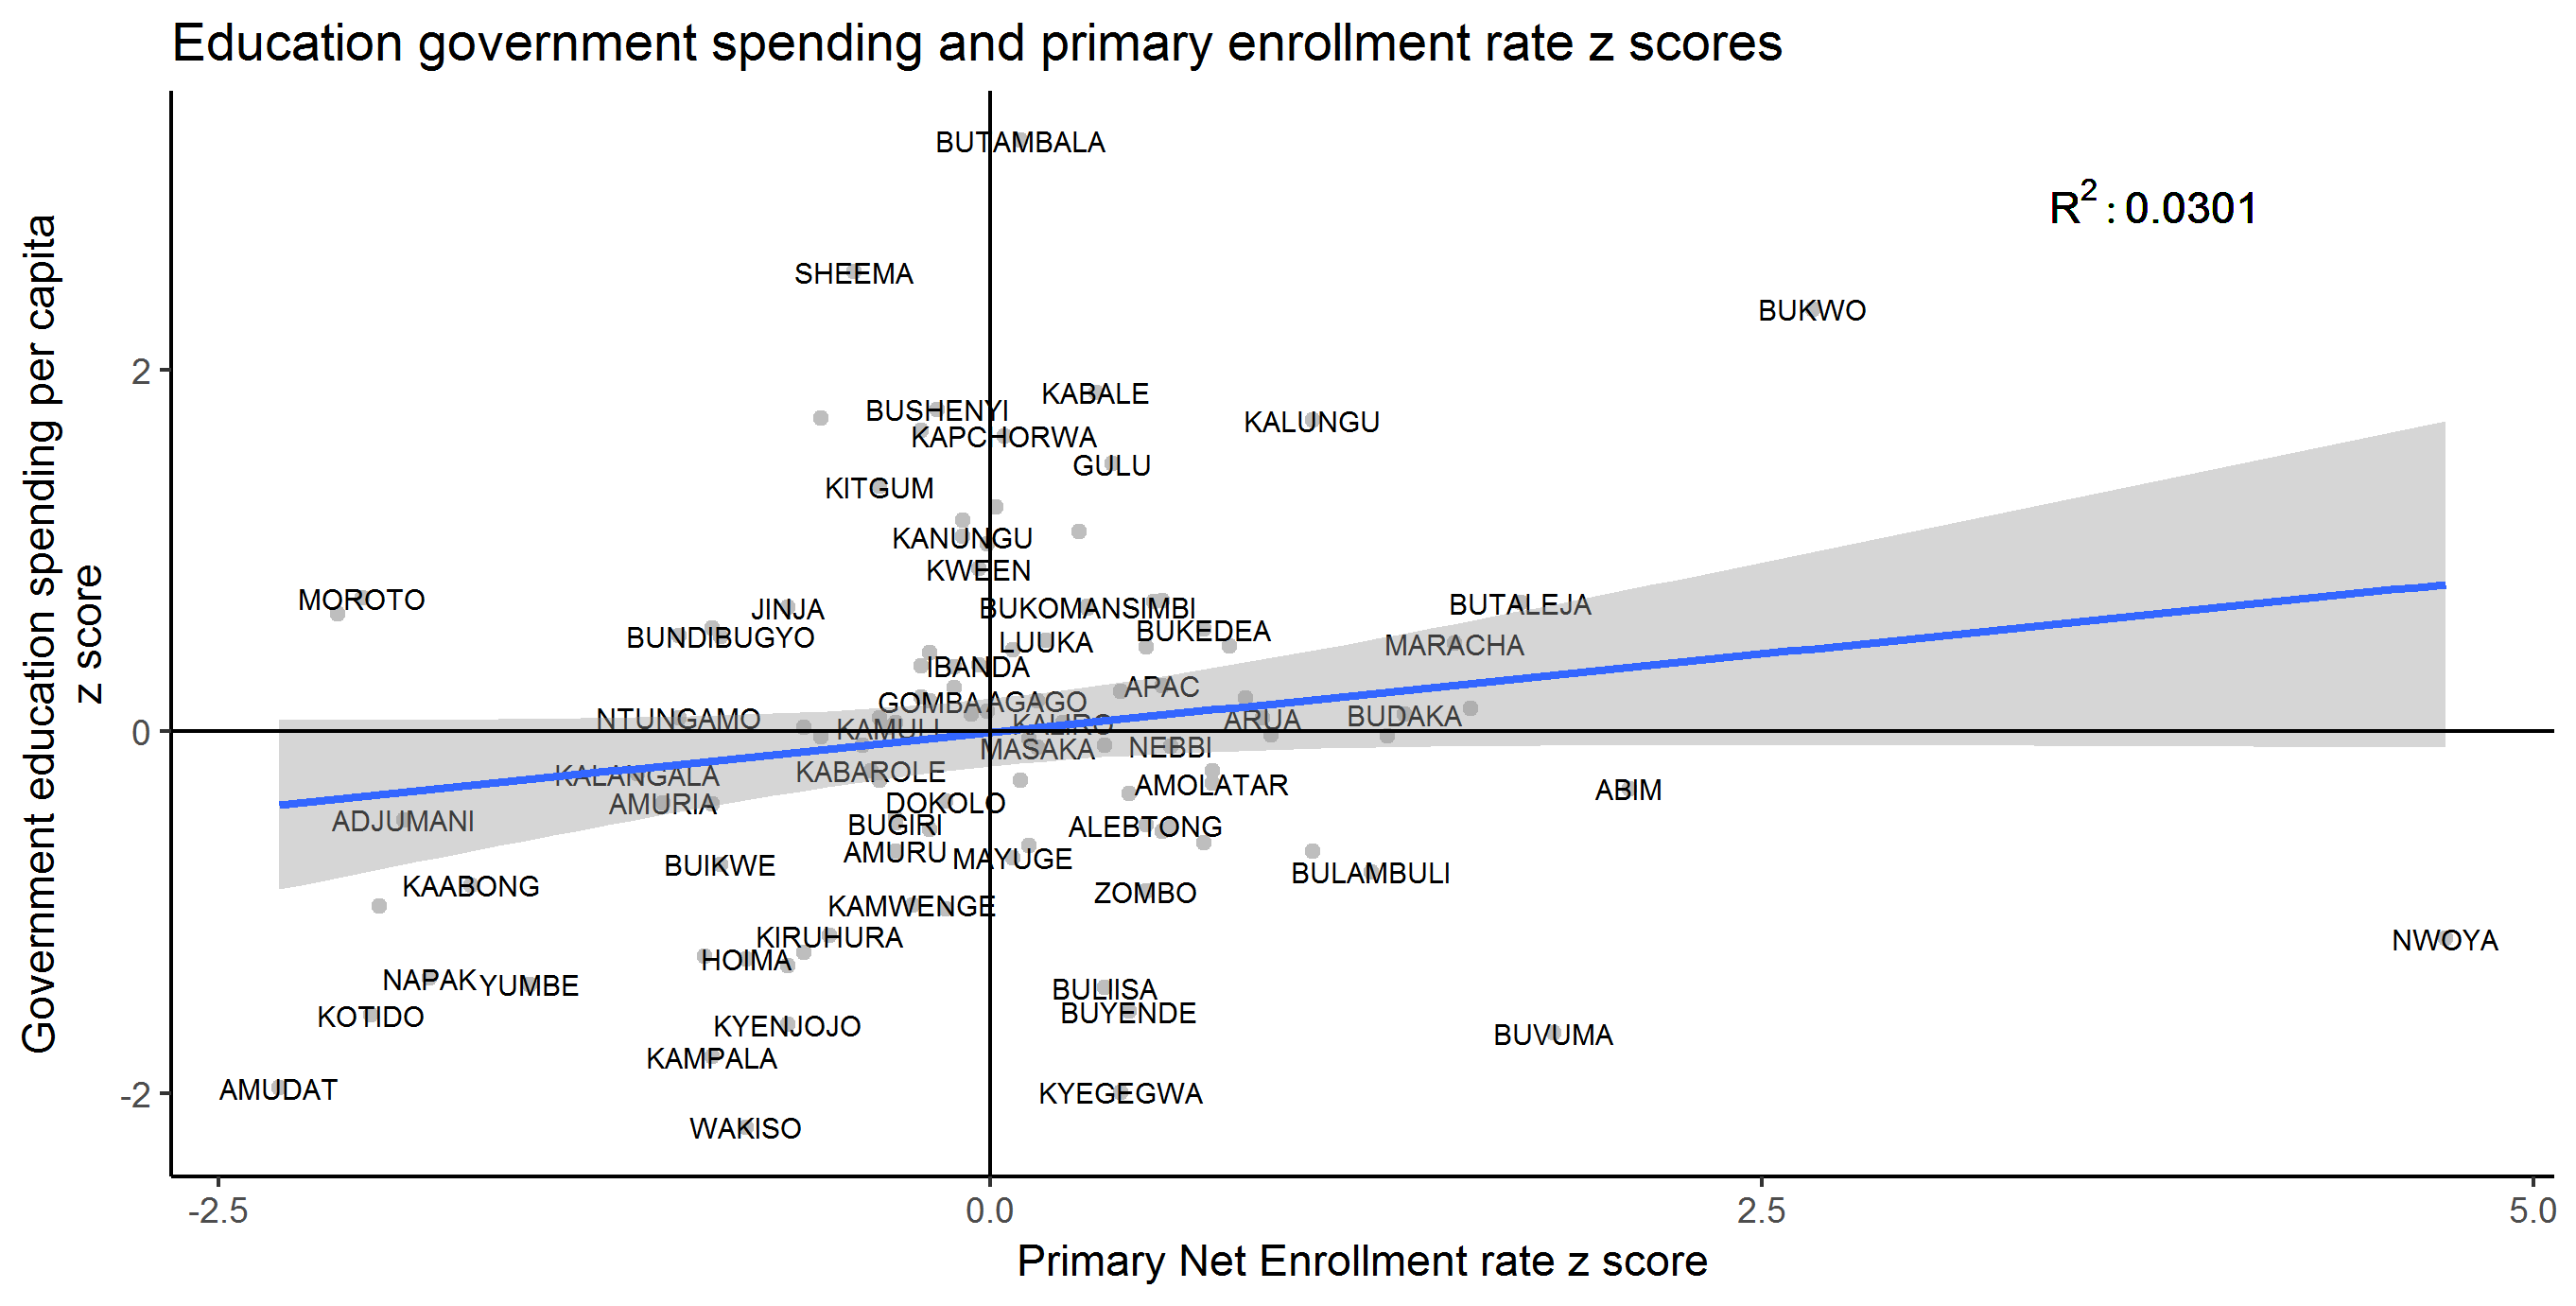 Education government spending and primary enrollment rate z scores
BUTAMBALA
R²: 0.0301
SHEEMA
BUKWO
2
KABALE
BUSHENYI
KALUNGU
KAPCHORWA
GULU
KITGUM
KANUNGU
KWEEN
MOROTO
JINJA
BUKOMANSIMBI
BUTALEJA
BUNDIBUGYO
LUUKA
BUKEDEA
MARACHA
IBANDA
APAC
GOMBA AGAGO
NTUNGAMO
KAMULI
KALIRO
ARUA
BUDAKA
0
MASAKA
NEBBI
KALANGALA
KABAROLE
AMOLATAR
ABIM
AMURIA
DOKOLO
ADJUMANI
BUGIRI
ALEBTONG
AMURU
MAYUGE
BUIKWE
BULAMBULI
KAABONG
ZOMBO
KAMWENGE
KIRUHURA
NWOYA
HOIMA
NAPAK YUMBE
BULIISA
KOTIDO
BUYENDE
KYENJOJO
BUVUMA
KAMPALA
AMUDAT
KYEGEGWA
-2
WAKISO
-2.5 0.0 2.5 5.0
Primary Net Enrollment rate z score
Government education spending per capita
z score